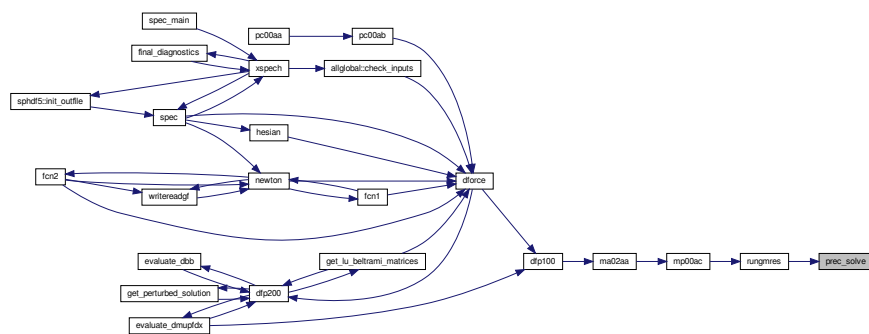 spec_main
pc00aa
pc00ab
final_diagnostics
xspech
allglobal::check_inputs
sphdf5::init_outfile
spec
hesian
fcn2
newton
dforce
writereadgf
fcn1
evaluate_dbb
get_lu_beltrami_matrices
dfp100
ma02aa
mp00ac
rungmres
prec_solve
get_perturbed_solution
dfp200
evaluate_dmupfdx